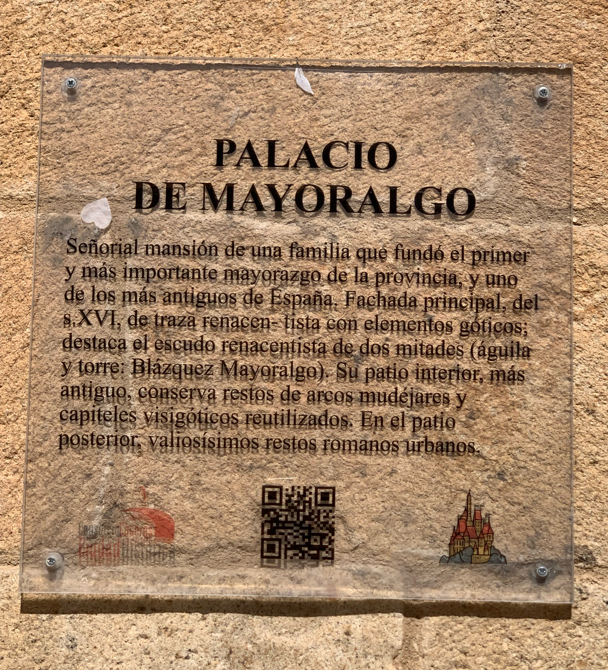 PALACIO
DE MAYORALGO
Señorial mansión de una familia que fundó el primer
y más importante mayorazgo de la provincia, y uno
de los más antiguos de España. Fachada principal, del
s.XVI, de traza renacen- tista con elementos góticos;
destaca el escudo renacentista de dos mitades (águila
y torre: Blázquez Mayoralgo). Su patio interior, más
antiguo, conserva restos de arcos mudéjares y
capiteles visigóticos reutilizados. En el patio
posterior, valiosísimos restos romanos urbanos.